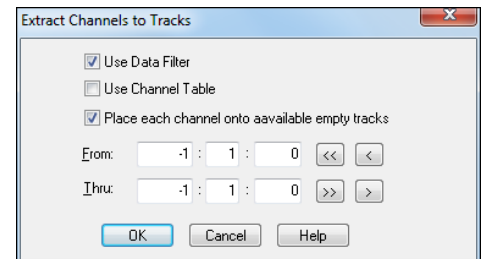 Extract Channels to Tracks
Use Data Filter
Use Channel Table
Place each channel onto aavailable empty tracks
From: -1 : 1 : 0 << <
Thru: -1 : 1 : 0 >> >
OK Cancel Help